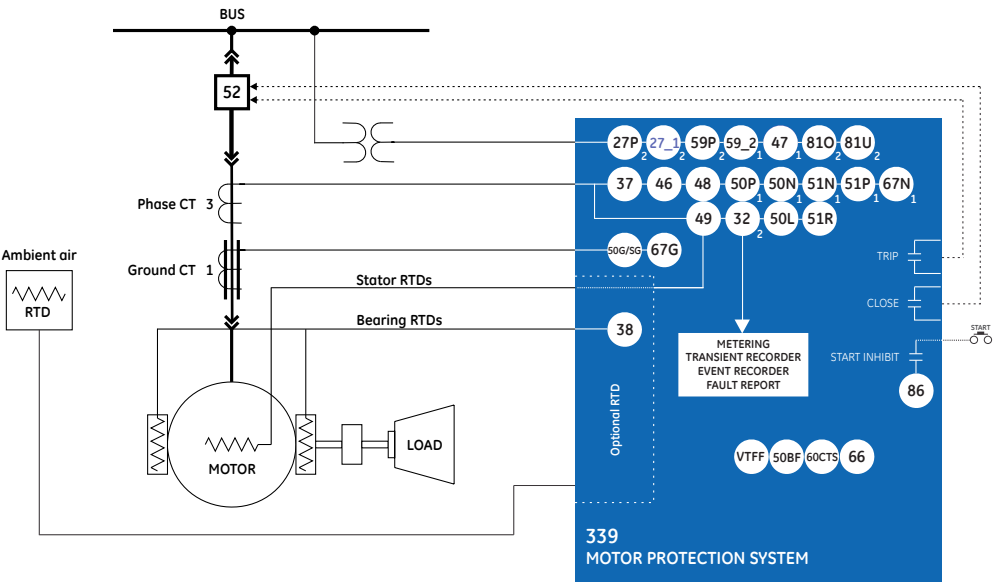 BUS
52
27P 2 27_1 2 59P 2 59_2 1 47 1 81O 2 81U 2
37 46 48 50P 1 50N 1 51N 1 51P 1 67N 1
Phase CT 3
49 32 2 50L 51R
50G/SG 67G
Ambient air
RTD
Ground CT 1
Stator RTDs
Bearing RTDs
38
TRIP
CLOSE
START
START INHIBIT
86
METERING
TRANSIENT RECORDER
EVENT RECORDER
FAULT REPORT
Optional RTD
MOTOR
LOAD
VTFF 50BF 60CTS 66
339
MOTOR PROTECTION SYSTEM